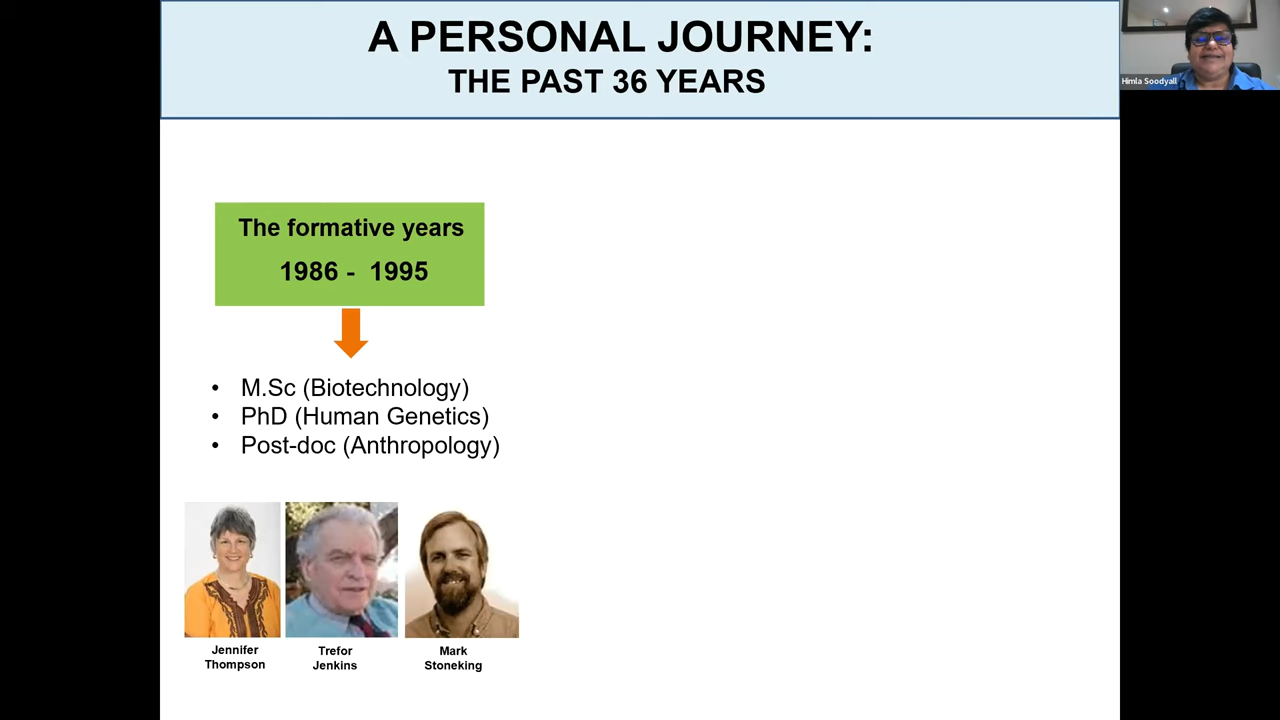 A PERSONAL JOURNEY:
THE PAST 36 YEARS
Himla Soodyall
The formative years
1986 - 1995
• M.Sc (Biotechnology)
• PhD (Human Genetics)
• Post-doc (Anthropology)
Jennifer
Thompson
Trefor
Jenkins
Mark
Stoneking